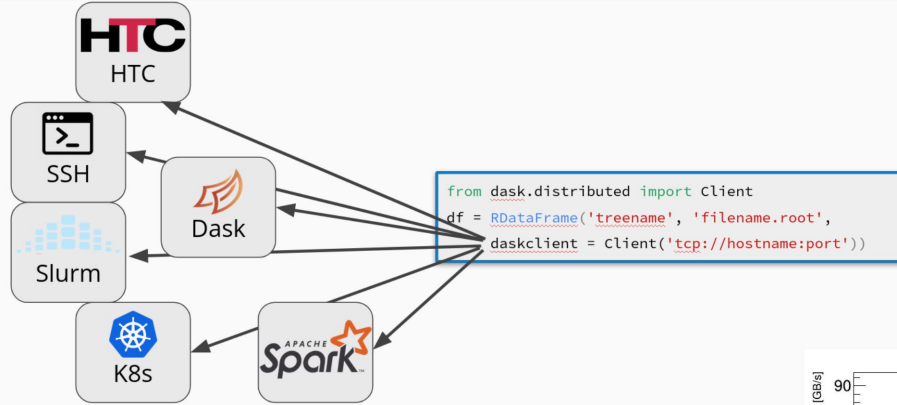 HTC
HTC
>_
SSH
Dask
Slurm
K8s
APACHE
Spark™
from dask.distributed import Client
df = RDataFrame('treename', 'filename.root',
daskclient = Client('tcp://hostname:port'))
[GB/s]
90